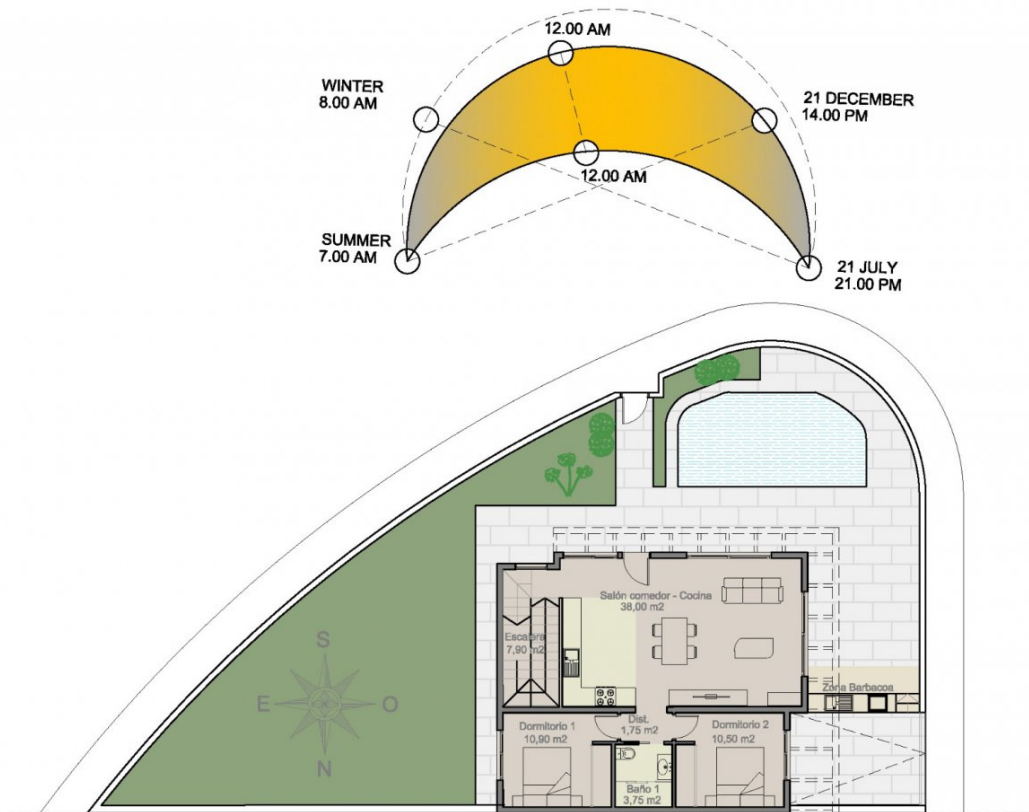 12.00 AM
WINTER
8.00 AM
21 DECEMBER
14.00 PM
12.00 AM
SUMMER
7.00 AM
21 JULY
21.00 PM
Salón comedor - Cocina
38,00 m2
Escalera
7,90 m2
S
E
O
N
Zona Barbacoa
Dormitorio 1
10,90 m2
Dist.
1,75 m2
Dormitorio 2
10,50 m2
Baño 1
3,75 m2